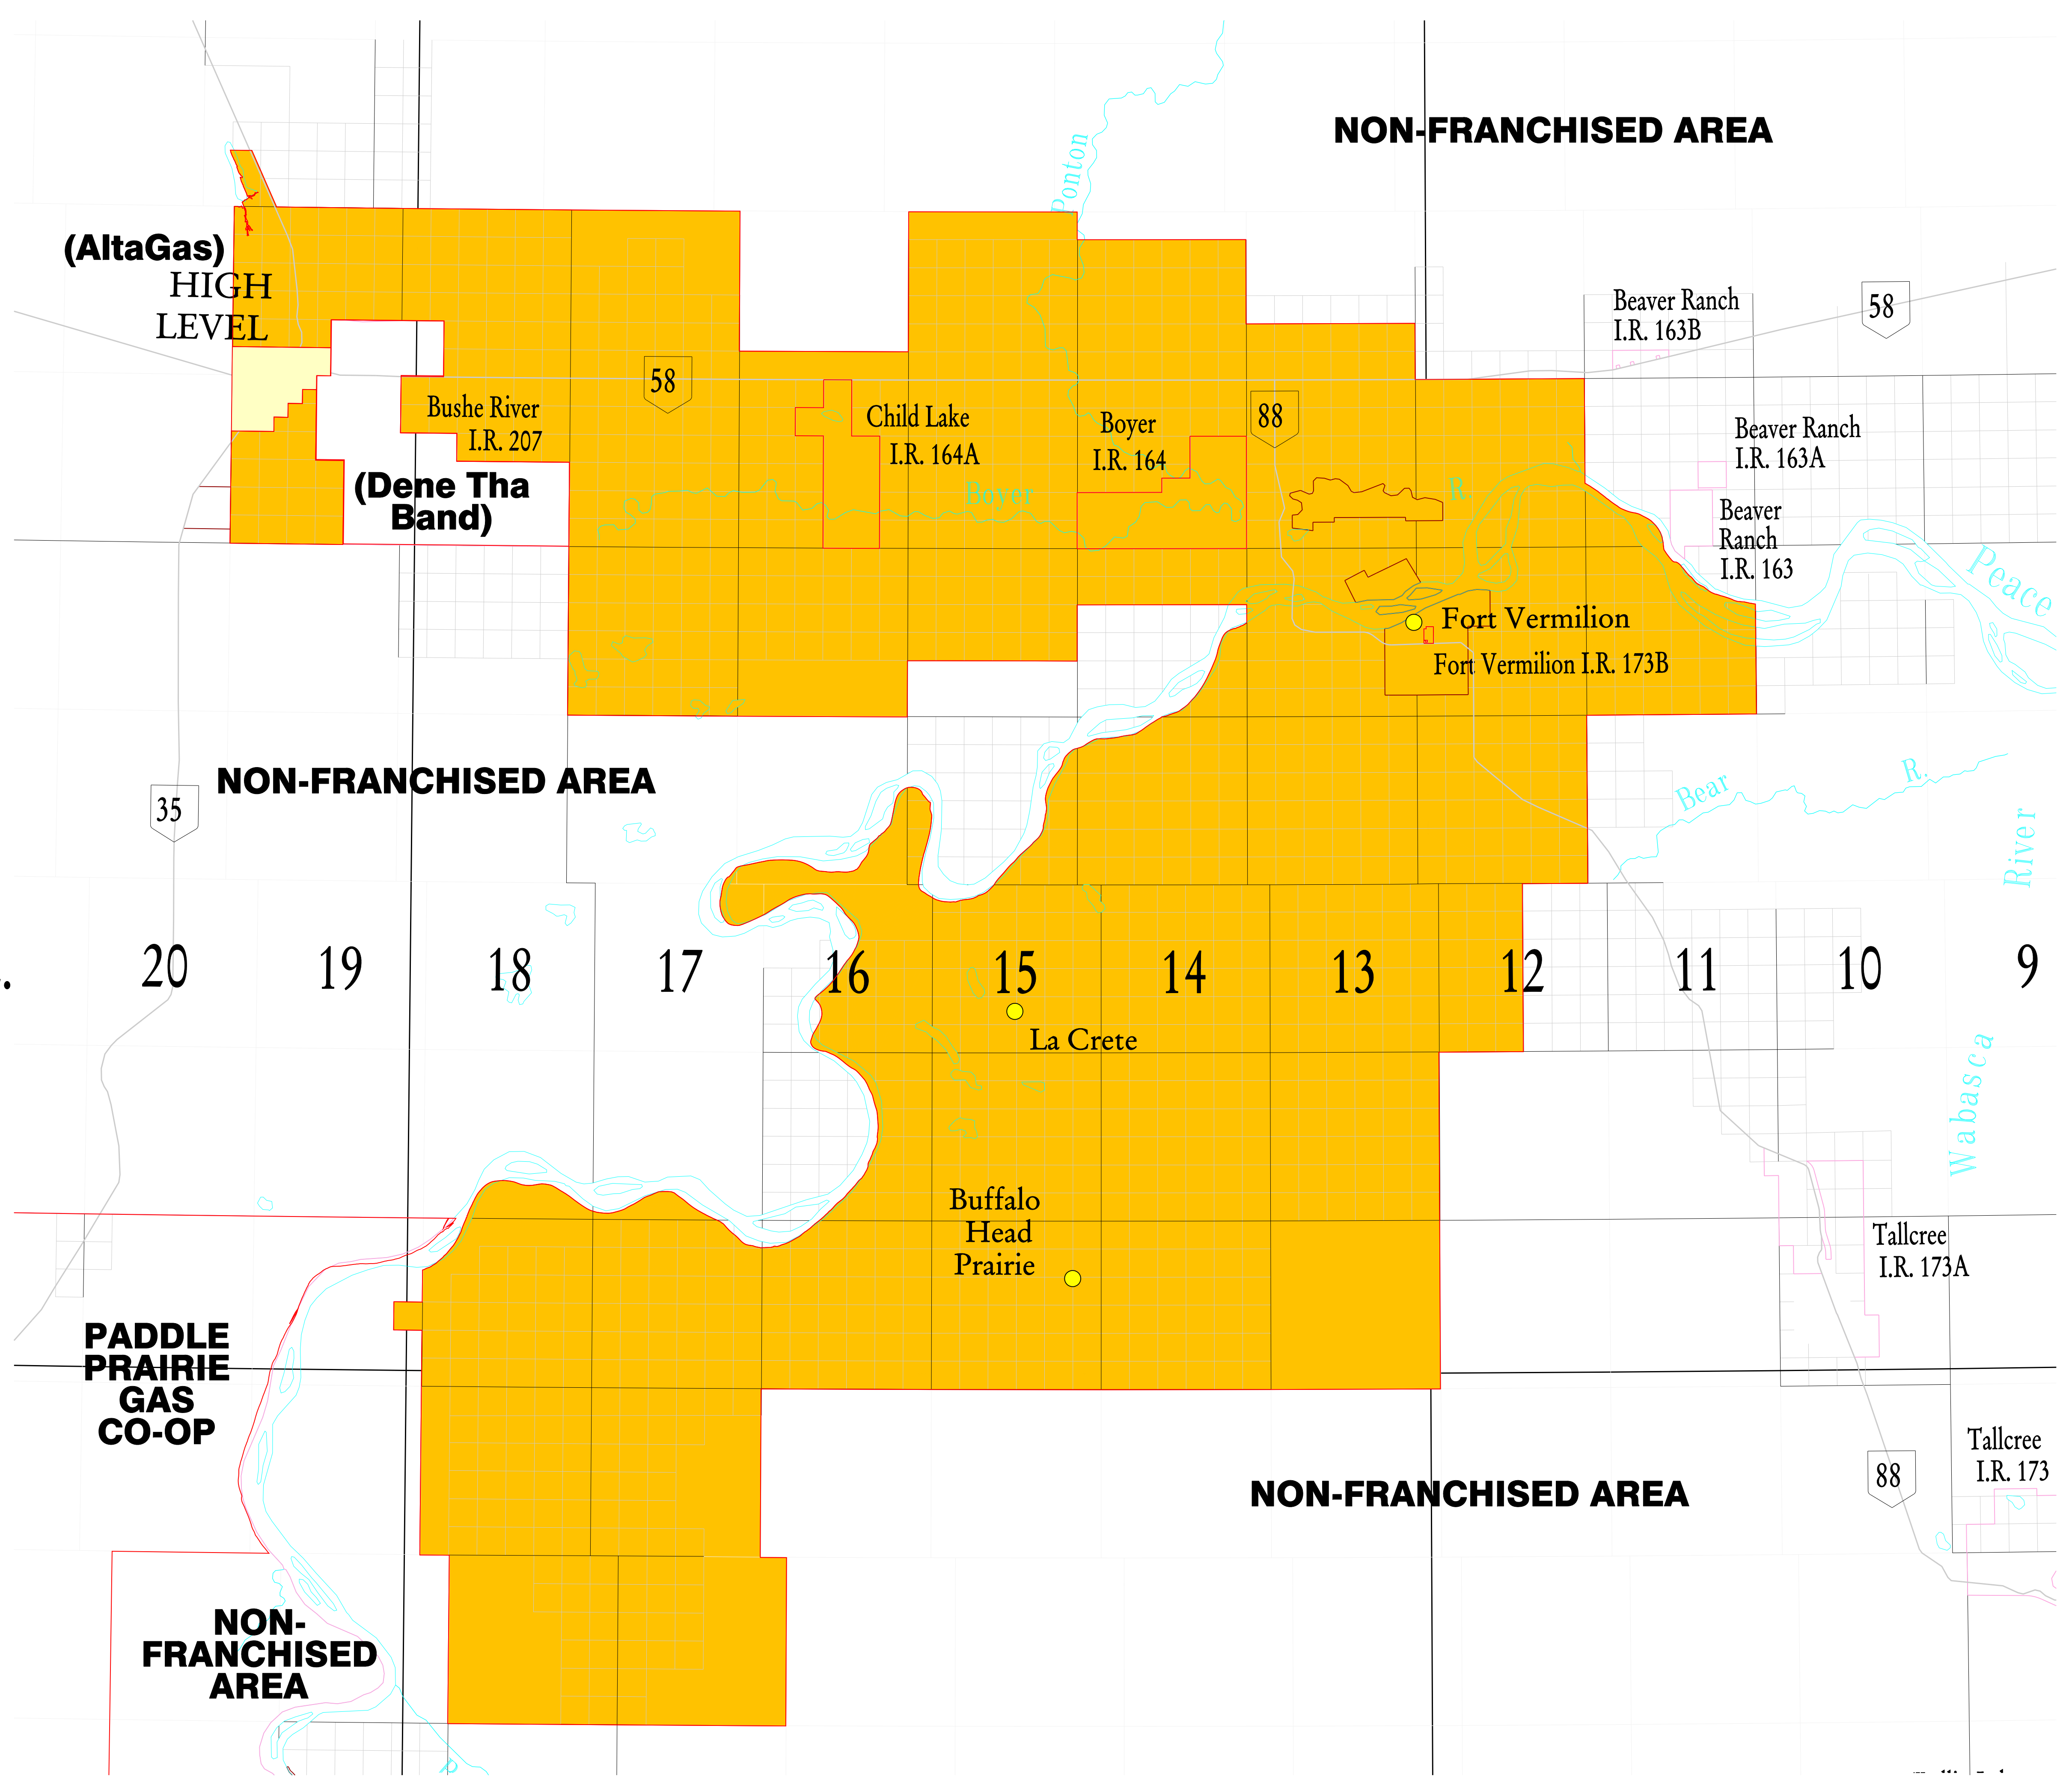 NON-FRANCHISED AREA
Ponton
(AltaGas)
HIGH
LEVEL
Beaver Ranch
I.R. 163B
58
58
Bushe River
I.R. 207
Child Lake
I.R. 164A
Boyer
I.R. 164
88
Beaver Ranch
I.R. 163A
(Dene Tha
Band)
Boyer
R.
Beaver
Ranch
I.R. 163
Peace
Fort Vermilion
Fort Vermilion I.R. 173B
NON-FRANCHISED AREA
35
Bear
R.
River
20
19
18
17
16
15
14
13
12
11
10
9
La Crete
Wabasca
Buffalo
Head
Prairie
Tallcree
I.R. 173A
PADDLE
PRAIRIE
GAS
CO-OP
Tallcree
I.R. 173
88
NON-FRANCHISED AREA
NON-
FRANCHISED
AREA